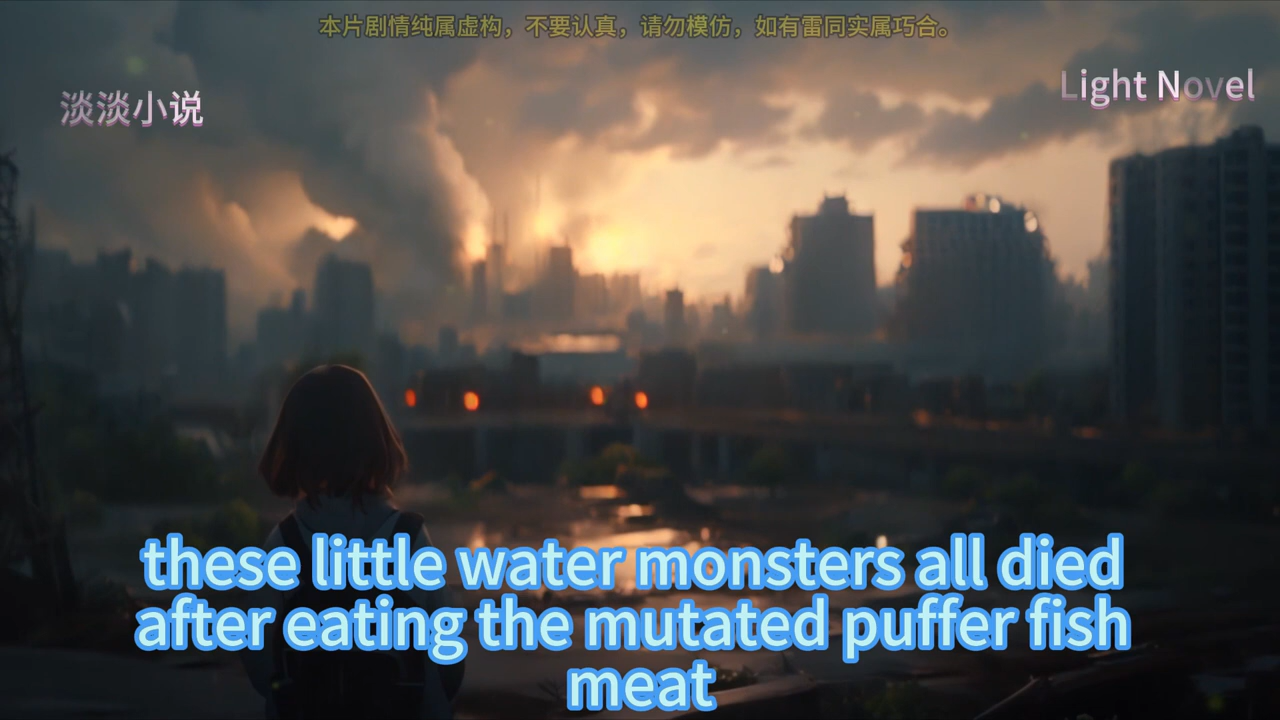 本片剧情纯属虚构，不要认真，请勿模仿，如有雷同实属巧合。
淡淡小说
Light Novel
these little water monsters all died
after eating the mutated puffer fish
meat